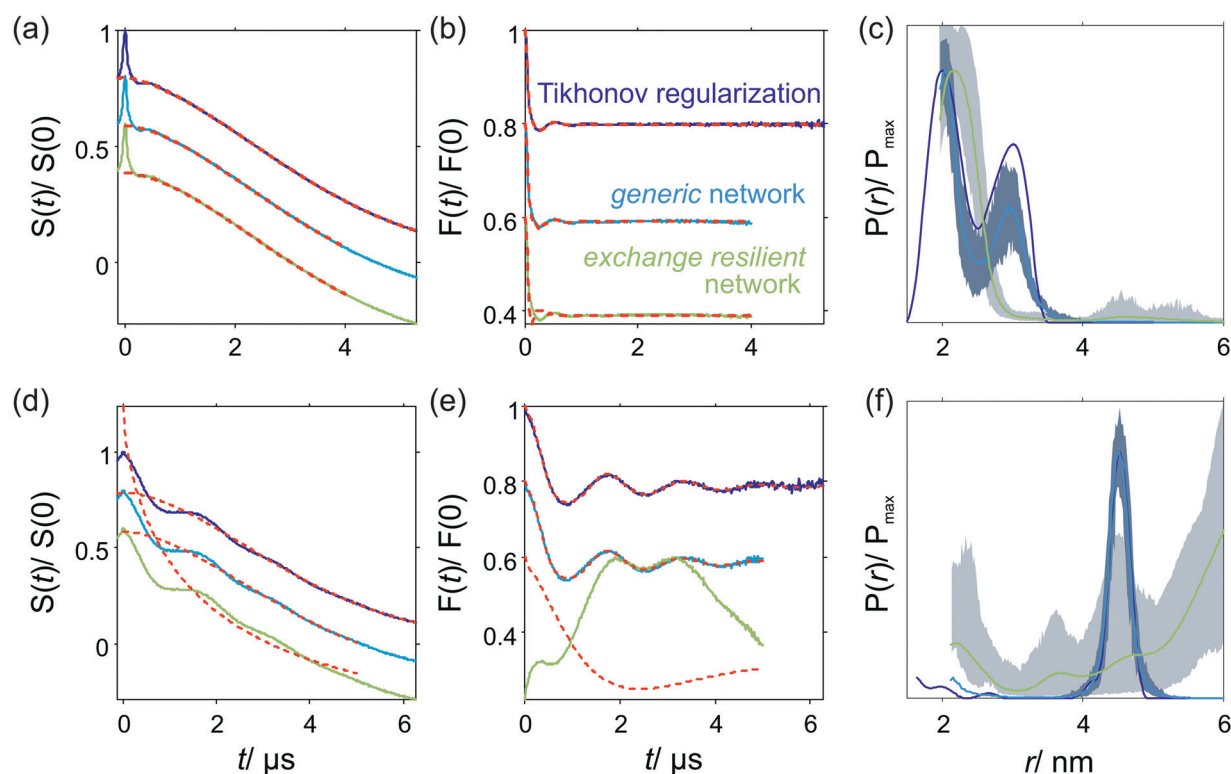 (a)
S(t)/ S(0)
1
0.5
0
0
2
4
(b)
F(t)/ F(0)
1
0.8
0.6
0.4
0
2
4
Tikhonov regularization
generic network
exchange resilient
network
(c)
P(r)/ Pmax
2
4
6
(d)
S(t)/ S(0)
1
0.5
0
0
2
4
6
t/ μs
(e)
F(t)/ F(0)
1
0.8
0.6
0.4
0
2
4
6
t/ μs
(f)
P(r)/ Pmax
2
4
6
r/ nm